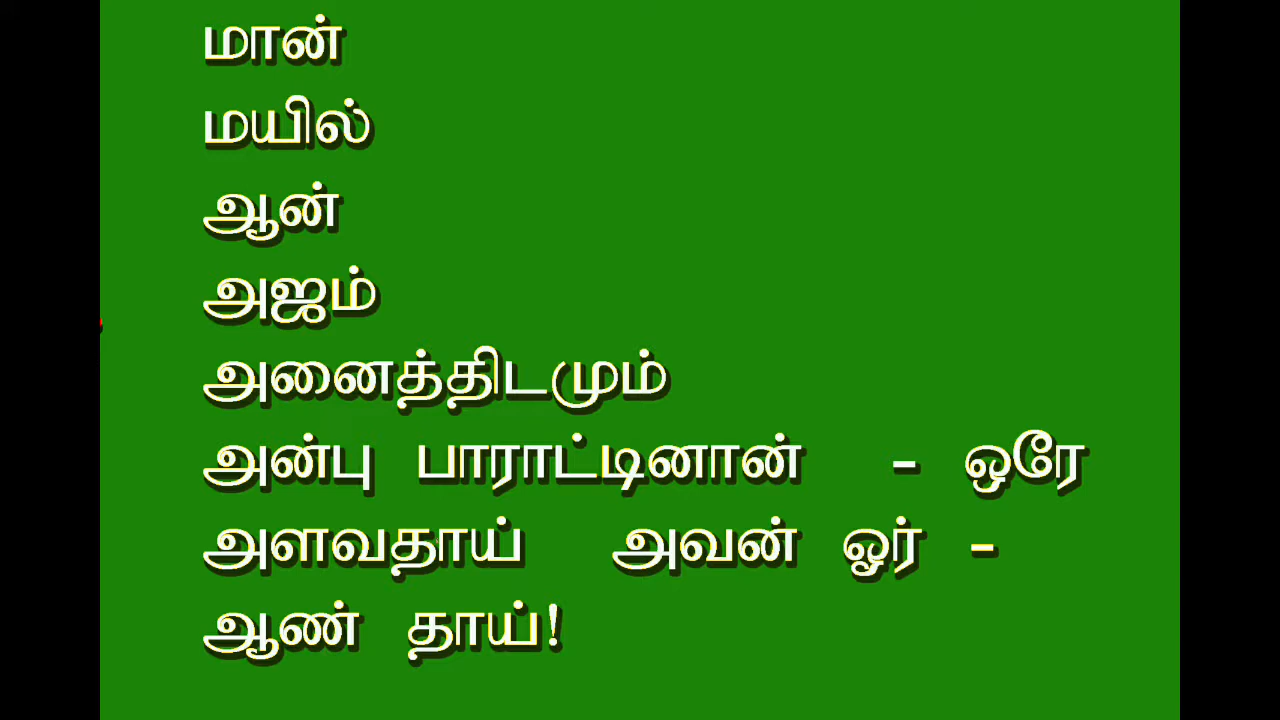 மான்
மயில்
ஆன்
அஜம்
அனைத்திடமும்
அன்பு பாராட்டினான் - ஒரே
அளவதாய் அவன் ஓர் -
ஆண் தாய்!